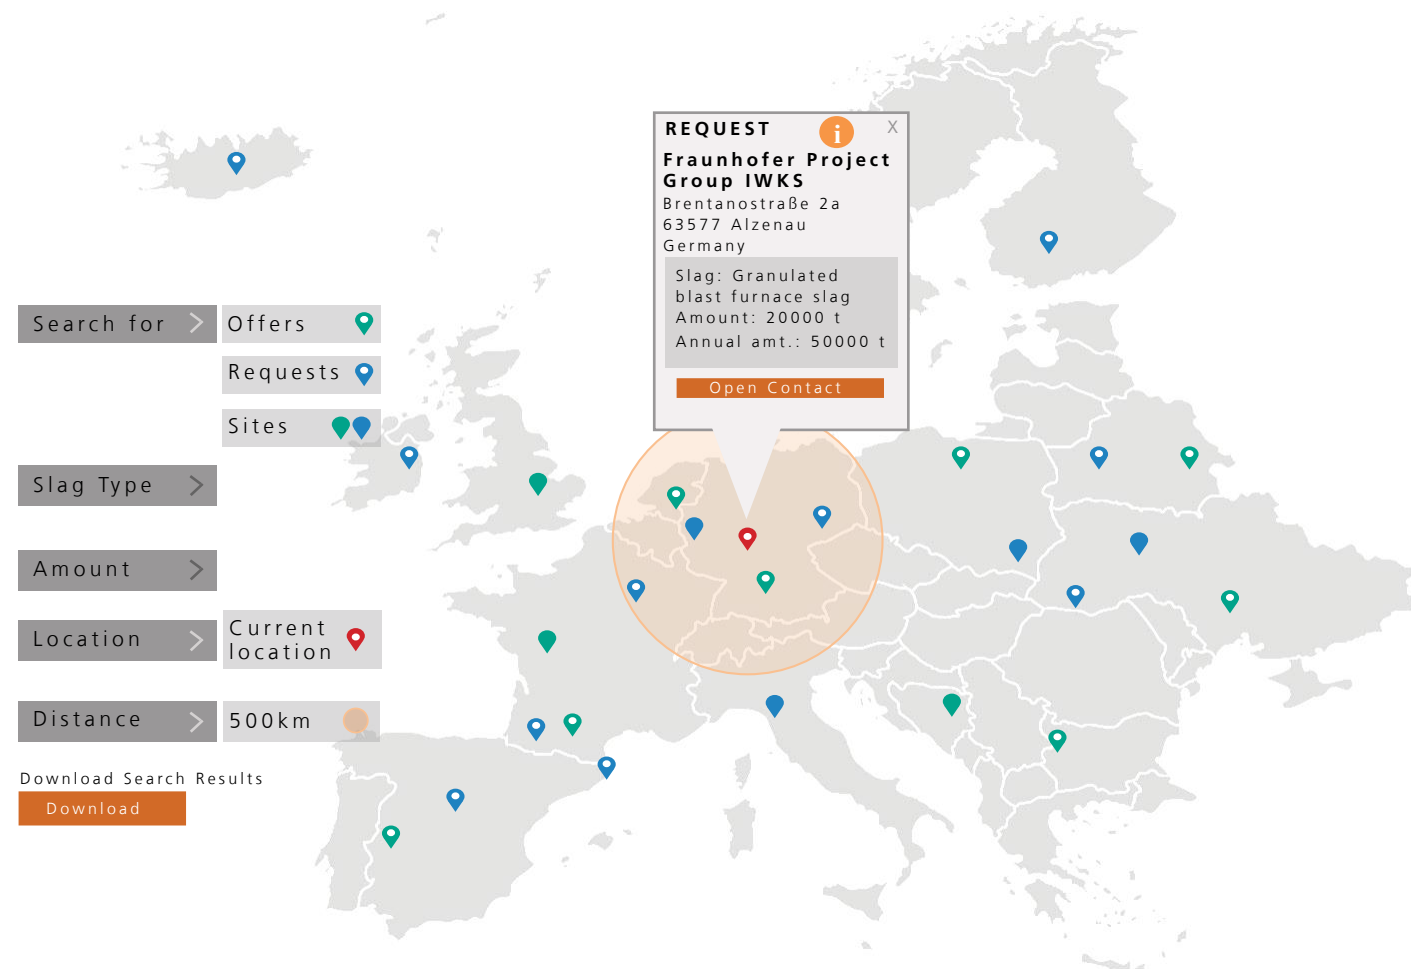 REQUEST
i
X
Fraunhofer Project
Group IWKS
Brentanostraße 2a
63577 Alzenau
Germany
Slag: Granulated
blast furnace slag
Amount: 20000 t
Annual amt.: 50000 t
Open Contact
Search for
Offers
Requests
Sites
Slag Type
Amount
Location
Current
location
Distance
500km
Download Search Results
Download